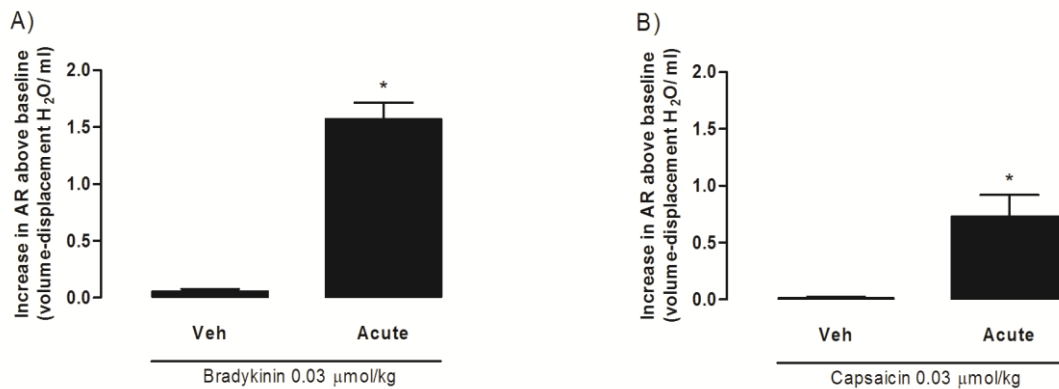 A)
Increase in AR above baseline
(volume-displacement H₂O/ml)
2.0
1.5
1.0
0.5
0.0
*
Veh
Acute
Bradykinin 0.03 μmol/kg
B)
Increase in AR above baseline
(volume-displacement H₂O/ml)
2.0
1.5
1.0
0.5
0.0
*
Veh
Acute
Capsaicin 0.03 μmol/kg